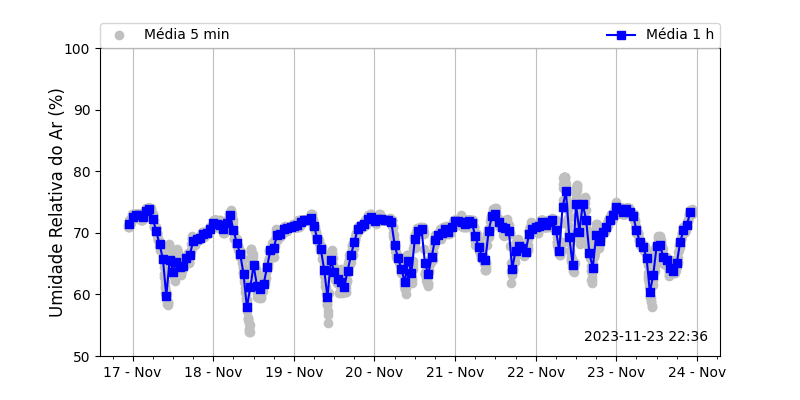 Média 5 min
Média 1 h
100
90
80
70
60
50
Umidade Relativa do Ar (%)
2023-11-23 22:36
17 - Nov
18 - Nov
19 - Nov
20 - Nov
21 - Nov
22 - Nov
23 - Nov
24 - Nov